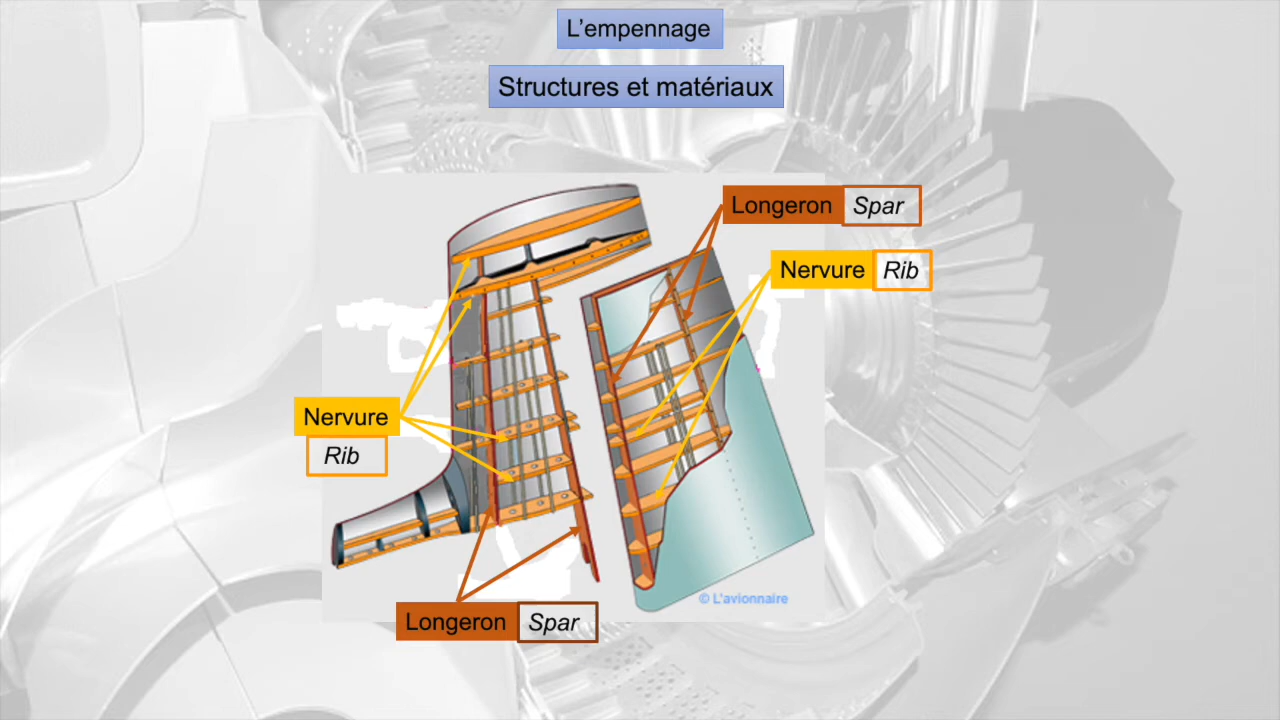 L’empennage
Structures et matériaux
Longeron Spar
Nervure Rib
Nervure
Rib
© L'avionnaire
Longeron Spar